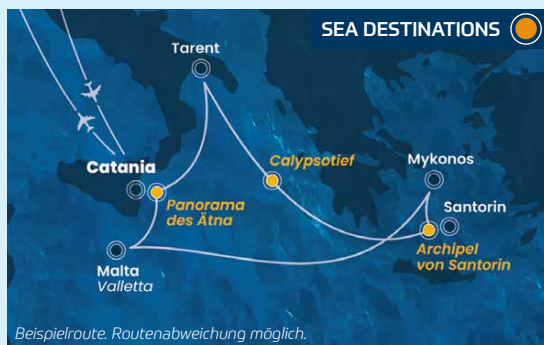 SEA DESTINATIONS
Tarent
Catania
Calypsotief
Mykonos
Panorama
des Ätna
Santorin
Malta
Valletta
Archipel
von Santorin
Beispielroute. Routenabweichung möglich.